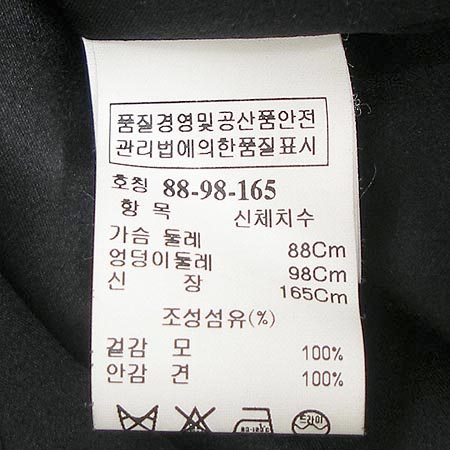 품질경영및공산품안전
관리법에의한품질표시
호칭 88-98-165
항 목 신체치수
가슴 둘레 88Cm
엉덩이둘레 98Cm
신 장 165Cm
조성섬유(%)
겉감 모 100%
안감 견 100%
드라이